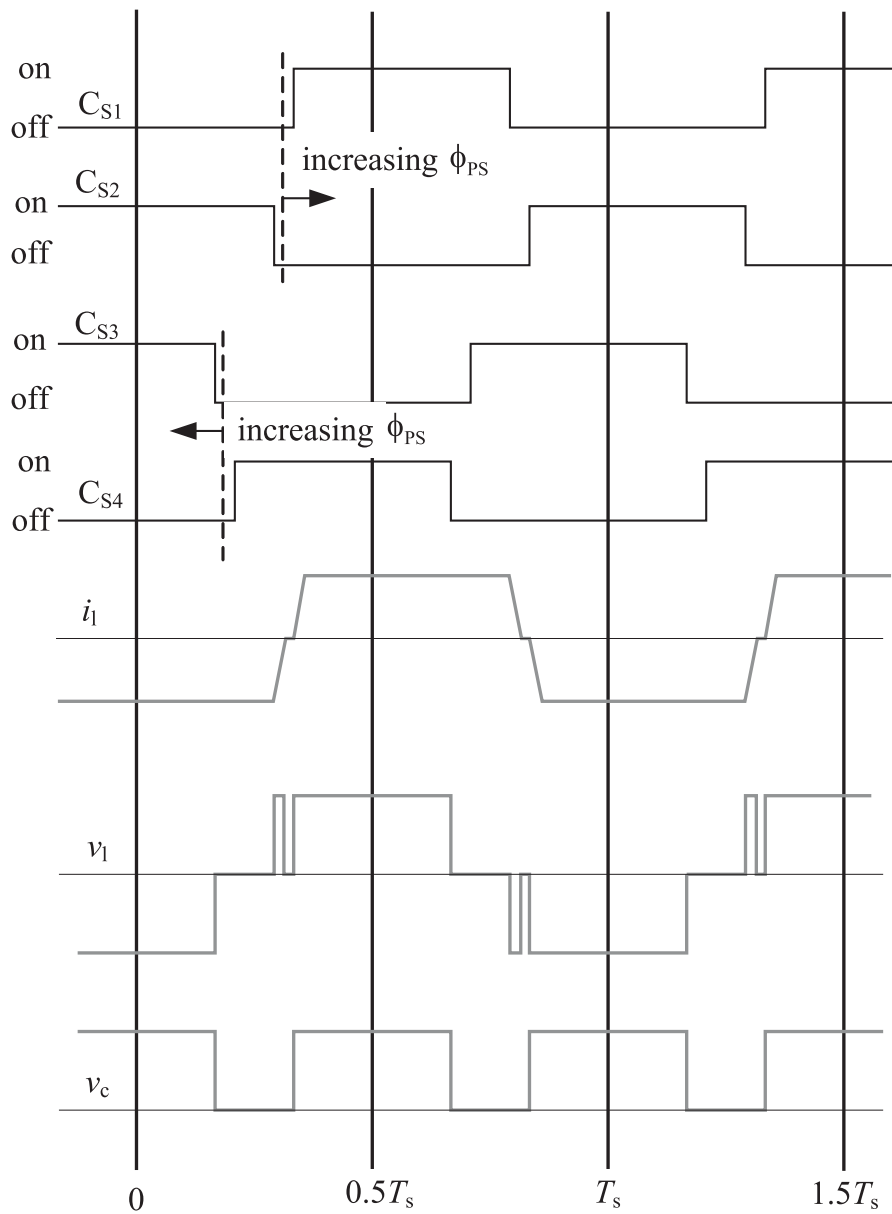 on
C_S1
off
increasing ϕ_PS
C_S2
on
off
C_S3
on
off
increasing ϕ_PS
on
C_S4
off
i_l
v_l
v_c
0
0.5T_s
T_s
1.5T_s